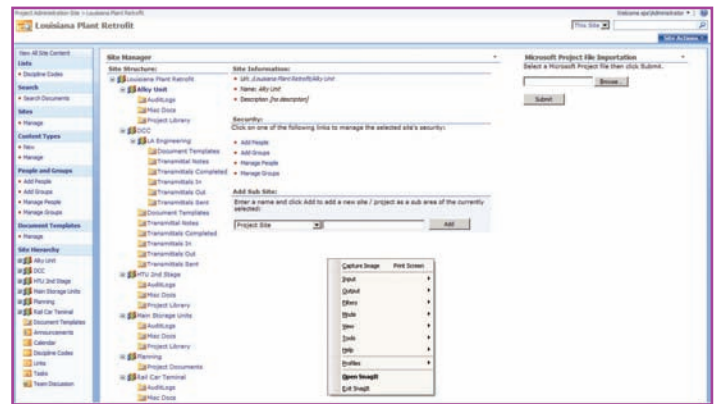 Project Administration Site > Louisiana Plant Retrofit
Welcome epc\Administrator
Louisiana Plant Retrofit
This Site
Site Actions
View All Site Content
Lists
Discipline Codes
Search
Search Documents
Sites
Manage
Content Types
New
Manage
People and Groups
Add People
Add Groups
Manage People
Manage Groups
Document Templates
Manage
Site Hierarchy
Alky Unit
DCC
HTU 2nd Stage
Main Storage Units
Planning
Rail Car Terminal
Document Templates
Announcements
Calendar
Discipline Codes
Links
Tasks
Team Discussion
Site Manager
Site Structure:
Louisiana Plant Retrofit
Alky Unit
AuditLogs
Misc Docs
Project Library
DCC
LA Engineering
Document Templates
Transmittal Notes
Transmittals Completed
Transmittals In
Transmittals Out
Transmittals Sent
Document Templates
Transmittal Notes
Transmittals Completed
Transmittals In
Transmittals Out
Transmittals Sent
HTU 2nd Stage
AuditLogs
Misc Docs
Project Library
Main Storage Units
AuditLogs
Misc Docs
Project Library
Planning
Project Documents
Rail Car Terminal
AuditLogs
Misc Docs
Site Information:
Url: /Louisiana Plant Retrofit/Alky Unit
Name: Alky Unit
Description: [no description]
Security:
Click on one of the following links to manage the selected site's security:
Add People
Add Groups
Manage People
Manage Groups
Add Sub Site:
Enter a name and click Add to add a new site / project as a sub area of the currently
selected:
Project Site
Add
Capture Image Print Screen
Input
Output
Filters
Mode
View
Tools
Help
Profiles
Open SnagIt
Exit SnagIt
Microsoft Project File Importation
Select a Microsoft Project file then click Submit.
Browse...
Submit